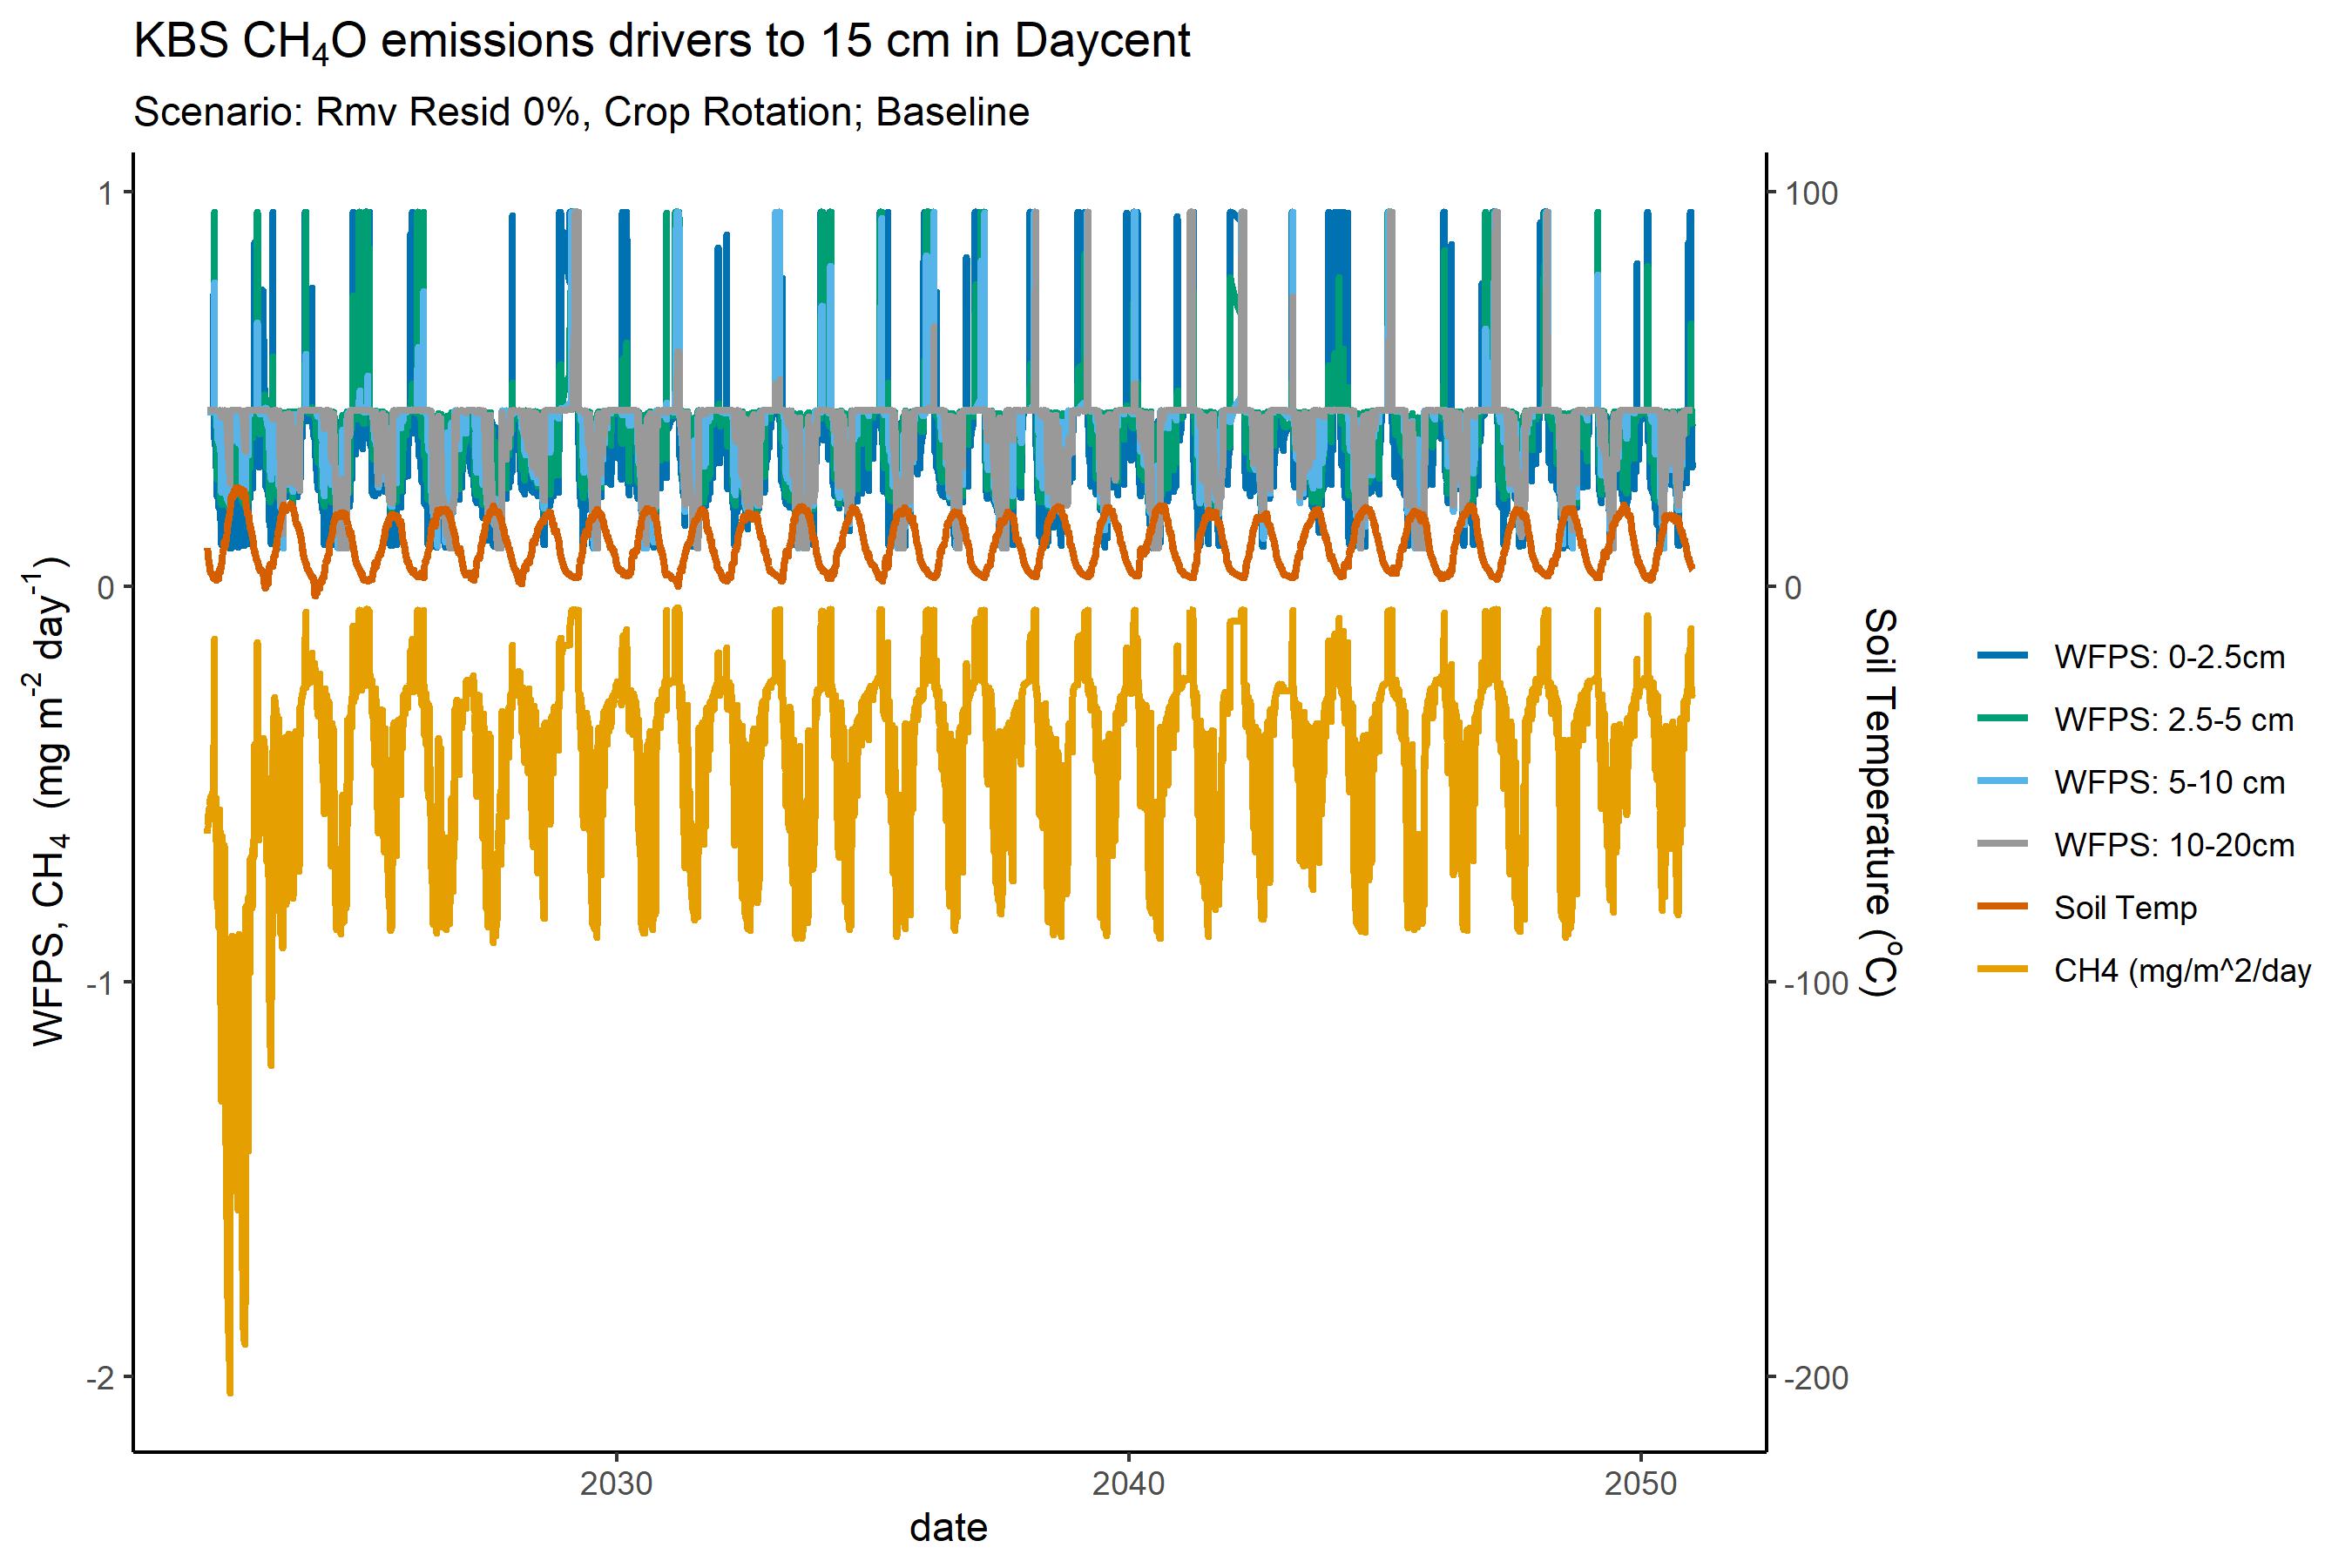 KBS CH₄O emissions drivers to 15 cm in Daycent
Scenario: Rmv Resid 0%, Crop Rotation; Baseline
WFPS, CH₄ (mg m⁻² day⁻¹)
1
0
-1
-2
100
0
-100
-200
Soil Temperature (°C)
2030
2040
2050
date
WFPS: 0-2.5cm
WFPS: 2.5-5 cm
WFPS: 5-10 cm
WFPS: 10-20cm
Soil Temp
CH4 (mg/m^2/day